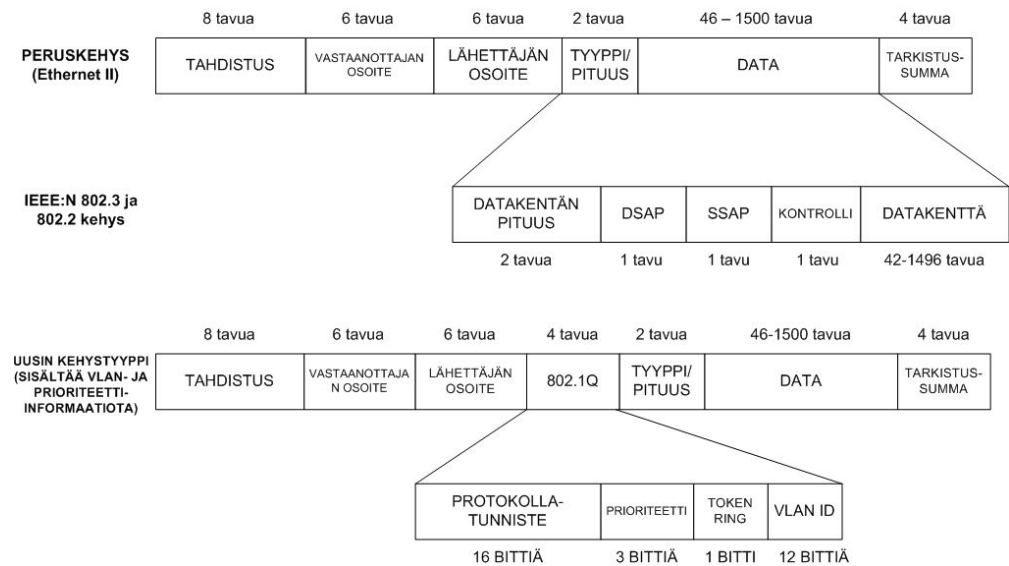 8 tavua 6 tavua 6 tavua 2 tavua 46 – 1500 tavua 4 tavua
PERUSKEHYS
(Ethernet II)
TAHDISTUS
VASTAANOTTAJAN
OSOITE
LÄHETTÄJÄN
OSOITE
TYYPPI/
PITUUS
DATA
TARKISTUS-
SUMMA
IEEE:N 802.3 ja
802.2 kehys
DATAKENTÄN
PITUUS
DSAP
SSAP
KONTROLLI
DATAKENTTÄ
2 tavua 1 tavu 1 tavu 1 tavu 42-1496 tavua
8 tavua 6 tavua 6 tavua 4 tavua 2 tavua 46-1500 tavua 4 tavua
UUSIN KEHYSTYYPPI
(SISÄLTÄÄ VLAN- JA
PRIORITEETTI-
INFORMAATIOTA)
TAHDISTUS
VASTAANOTTAJA
N OSOITE
LÄHETTÄJÄN
OSOITE
802.1Q
TYYPPI/
PITUUS
DATA
TARKISTUS-
SUMMA
PROTOKOLLA-
TUNNISTE
PRIORITEETTI
TOKEN
RING
VLAN ID
16 BITTIÄ 3 BITTIÄ 1 BITTI 12 BITTIÄ